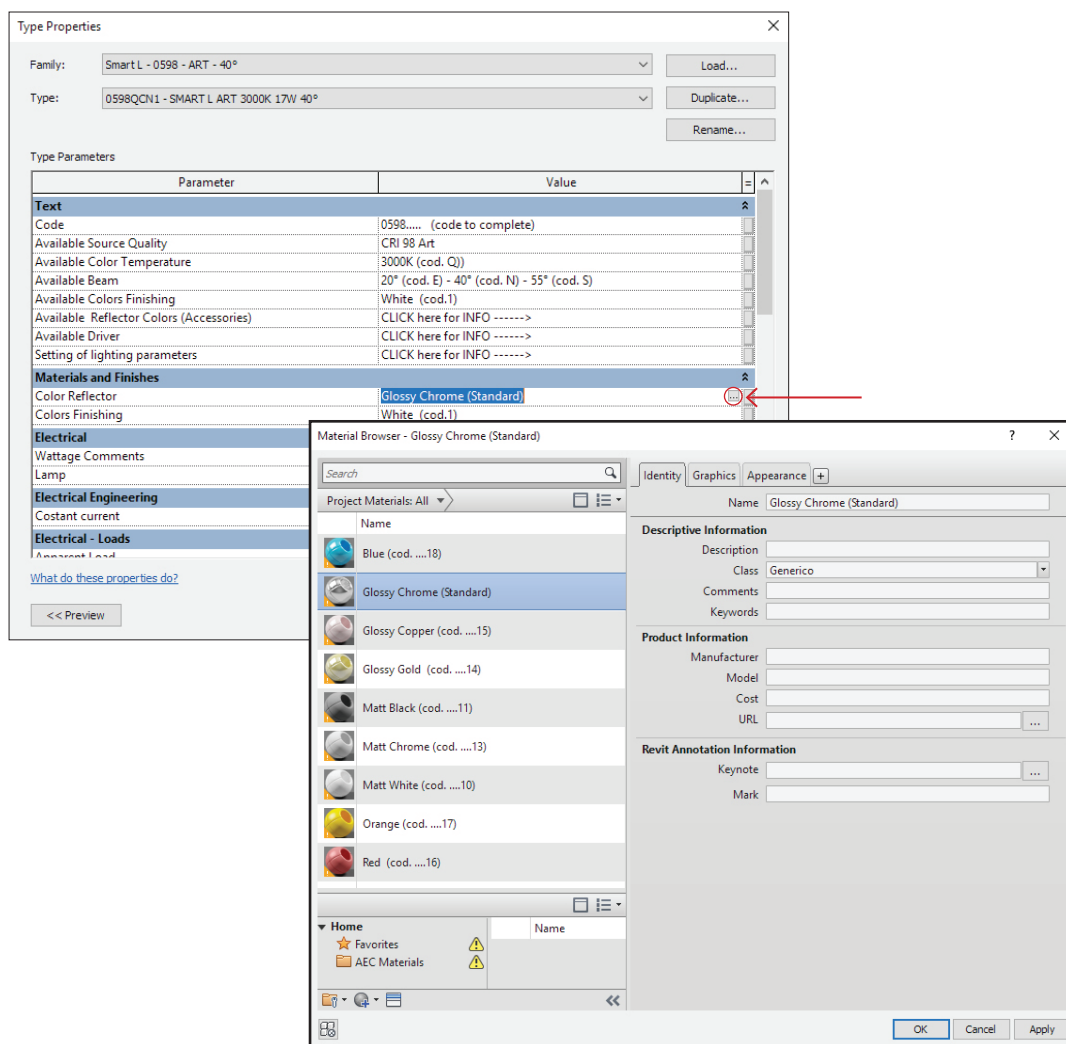 Type Properties
Family: Smart L - 0598 - ART - 40° Load...
Type: 0598QCN1 - SMART L ART 3000K 17W 40° Duplicate...
Rename...
Type Parameters
Parameter Value =
Text
Code 0598..... (code to complete)
Available Source Quality CRI 98 Art
Available Color Temperature 3000K (cod. Q))
Available Beam 20° (cod. E) - 40° (cod. N) - 55° (cod. S)
Available Colors Finishing White (cod.1)
Available Reflector Colors (Accessories) CLICK here for INFO ------>
Available Driver CLICK here for INFO ------>
Setting of lighting parameters CLICK here for INFO ------>
Materials and Finishes
Color Reflector Glossy Chrome (Standard) ...
Colors Finishing White (cod.1)
Electrical
Wattage Comments
Lamp
Electrical Engineering
Costant current
Electrical - Loads
Apparent Load
What do these properties do?
<< Preview
Material Browser - Glossy Chrome (Standard) ?
Search
Project Materials: All
Name
Blue (cod. ....18)
Glossy Chrome (Standard)
Glossy Copper (cod. ....15)
Glossy Gold (cod. ....14)
Matt Black (cod. ....11)
Matt Chrome (cod. ....13)
Matt White (cod. ....10)
Orange (cod. ....17)
Red (cod. ....16)
Home
Favorites
AEC Materials
Name
Identity Graphics Appearance +
Name Glossy Chrome (Standard)
Descriptive Information
Description
Class Generico
Comments
Keywords
Product Information
Manufacturer
Model
Cost
URL ...
Revit Annotation Information
Keynote ...
Mark
OK Cancel Apply